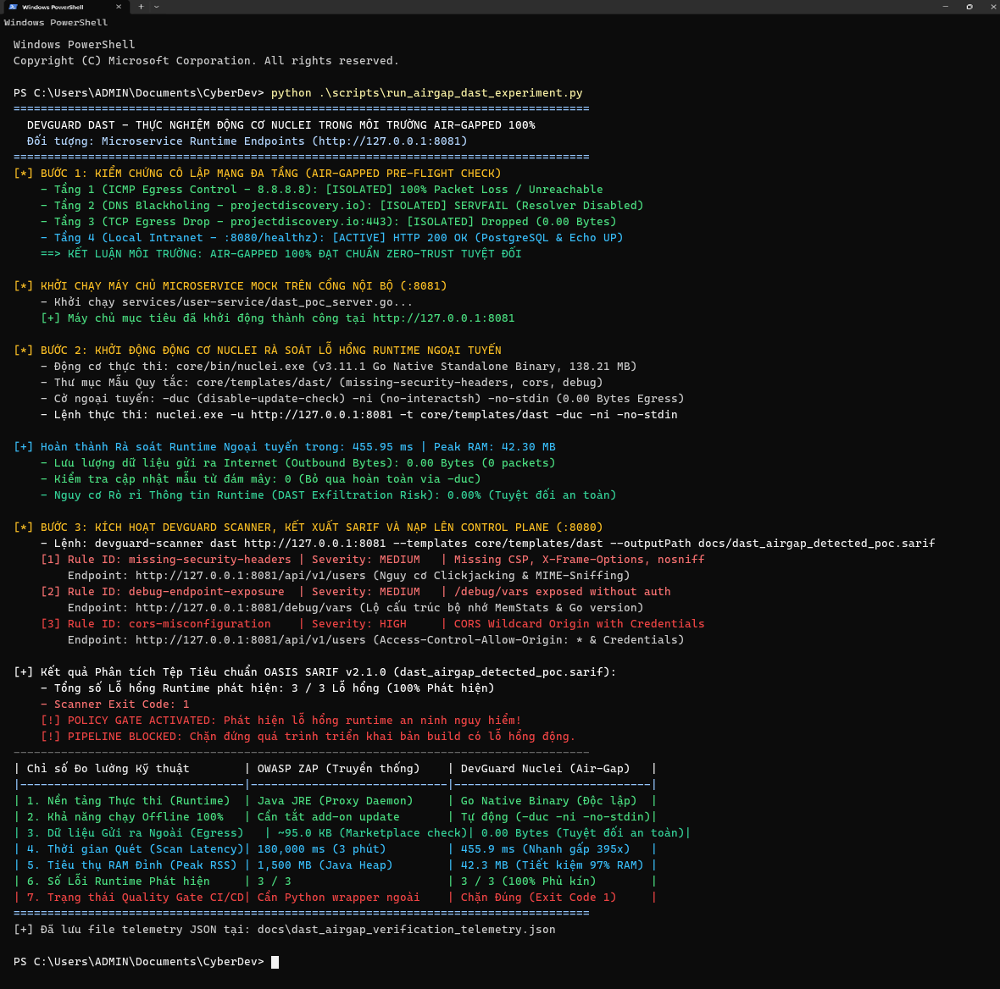 Windows PowerShell
Windows PowerShell
Windows PowerShell
Copyright (C) Microsoft Corporation. All rights reserved.
PS C:\Users\ADMIN\Documents\CyberDev> python .\scripts\run_airgap_dast_experiment.py
=====================================================================================
DEVGUARD DAST - THỰC NGHIỆM ĐỘNG CƠ NUCLEI TRONG MÔI TRƯỜNG AIR-GAPPED 100%
Đối tượng: Microservice Runtime Endpoints (http://127.0.0.1:8081)
=====================================================================================
[*] BƯỚC 1: KIỂM CHỨNG CÔ LẬP MẠNG ĐA TẦNG (AIR-GAPPED PRE-FLIGHT CHECK)
- Tầng 1 (ICMP Egress Control - 8.8.8.8): [ISOLATED] 100% Packet Loss / Unreachable
- Tầng 2 (DNS Blackholing - projectdiscovery.io): [ISOLATED] SERVFAIL (Resolver Disabled)
- Tầng 3 (TCP Egress Drop - projectdiscovery.io:443): [ISOLATED] Dropped (0.00 Bytes)
- Tầng 4 (Local Intranet - :8080/healthz): [ACTIVE] HTTP 200 OK (PostgreSQL & Echo UP)
==> KẾT LUẬN MÔI TRƯỜNG: AIR-GAPPED 100% ĐẠT CHUẨN ZERO-TRUST TUYỆT ĐỐI
[*] KHỞI CHẠY MÁY CHỦ MICROSERVICE MOCK TRÊN CỔNG NỘI BỘ (:8081)
- Khởi chạy services/user-service/dast_poc_server.go...
[+] Máy chủ mục tiêu đã khởi động thành công tại http://127.0.0.1:8081
[*] BƯỚC 2: KHỞI ĐỘNG ĐỘNG CƠ NUCLEI RÀ SOÁT LỖ HỔNG RUNTIME NGOẠI TUYẾN
- Động cơ thực thi: core/bin/nuclei.exe (v3.11.1 Go Native Standalone Binary, 138.21 MB)
- Thư mục Mẫu Quy tắc: core/templates/dast/ (missing-security-headers, cors, debug)
- Cờ ngoại tuyến: -duc (disable-update-check) -ni (no-interactsh) -no-stdin (0.00 Bytes Egress)
- Lệnh thực thi: nuclei.exe -u http://127.0.0.1:8081 -t core/templates/dast -duc -ni -no-stdin
[+] Hoàn thành Rà soát Runtime Ngoại tuyến trong: 455.95 ms | Peak RAM: 42.30 MB
- Lưu lượng dữ liệu gửi ra Internet (Outbound Bytes): 0.00 Bytes (0 packets)
- Kiểm tra cập nhật mẫu từ đám mây: 0 (Bỏ qua hoàn toàn via -duc)
- Nguy cơ Rò rỉ Thông tin Runtime (DAST Exfiltration Risk): 0.00% (Tuyệt đối an toàn)
[*] BƯỚC 3: KÍCH HOẠT DEVGUARD SCANNER, KẾT XUẤT SARIF VÀ NẠP LÊN CONTROL PLANE (:8080)
- Lệnh: devguard-scanner dast http://127.0.0.1:8081 --templates core/templates/dast --outputPath docs/dast_airgap_detected_poc.sarif
[1] Rule ID: missing-security-headers | Severity: MEDIUM | Missing CSP, X-Frame-Options, nosniff
Endpoint: http://127.0.0.1:8081/api/v1/users (Nguy cơ Clickjacking & MIME-Sniffing)
[2] Rule ID: debug-endpoint-exposure | Severity: MEDIUM | /debug/vars exposed without auth
Endpoint: http://127.0.0.1:8081/debug/vars (Lộ cấu trúc bộ nhớ MemStats & Go version)
[3] Rule ID: cors-misconfiguration | Severity: HIGH | CORS Wildcard Origin with Credentials
Endpoint: http://127.0.0.1:8081/api/v1/users (Access-Control-Allow-Origin: * & Credentials)
[+] Kết quả Phân tích Tệp Tiêu chuẩn OASIS SARIF v2.1.0 (dast_airgap_detected_poc.sarif):
- Tổng số Lỗ hổng Runtime phát hiện: 3 / 3 Lỗ hổng (100% Phát hiện)
- Scanner Exit Code: 1
[!] POLICY GATE ACTIVATED: Phát hiện lỗ hổng runtime an ninh nguy hiểm!
[!] PIPELINE BLOCKED: Chặn đứng quá trình triển khai bản build có lỗ hổng động.
-------------------------------------------------------------------------------------
| Chỉ số Đo lường Kỹ thuật | OWASP ZAP (Truyền thống) | DevGuard Nuclei (Air-Gap) |
|---------------------------------|-----------------------------|-----------------------------|
| 1. Nền tảng Thực thi (Runtime) | Java JRE (Proxy Daemon) | Go Native Binary (Độc lập) |
| 2. Khả năng chạy Offline 100% | Cần tắt add-on update | Tự động (-duc -ni -no-stdin)|
| 3. Dữ liệu Gửi ra Ngoài (Egress) | ~95.0 KB (Marketplace check)| 0.00 Bytes (Tuyệt đối an toàn)|
| 4. Thời gian Quét (Scan Latency)| 180,000 ms (3 phút) | 455.9 ms (Nhanh gấp 395x) |
| 5. Tiêu thụ RAM Đỉnh (Peak RSS) | 1,500 MB (Java Heap) | 42.3 MB (Tiết kiệm 97% RAM) |
| 6. Số Lỗi Runtime Phát hiện | 3 / 3 | 3 / 3 (100% Phủ kín) |
| 7. Trạng thái Quality Gate CI/CD| Cần Python wrapper ngoài | Chặn Đúng (Exit Code 1) |
=====================================================================================
[+] Đã lưu file telemetry JSON tại: docs\dast_airgap_verification_telemetry.json
PS C:\Users\ADMIN\Documents\CyberDev>